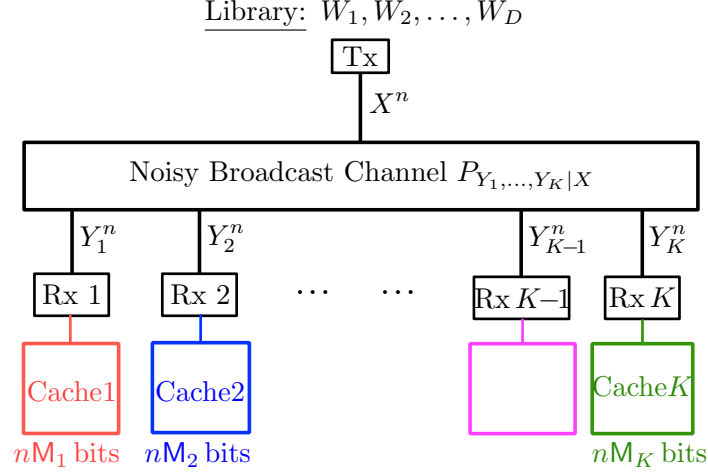 Library: W_1, W_2, ..., W_D
Tx
X^n
Noisy Broadcast Channel P_{Y_1,...,Y_K|X}
Y_1^n Y_2^n Y_{K-1}^n Y_K^n
Rx 1 Rx 2 ... ... Rx K-1 Rx K
Cache1 Cache2 CacheK
nM_1 bits nM_2 bits nM_K bits